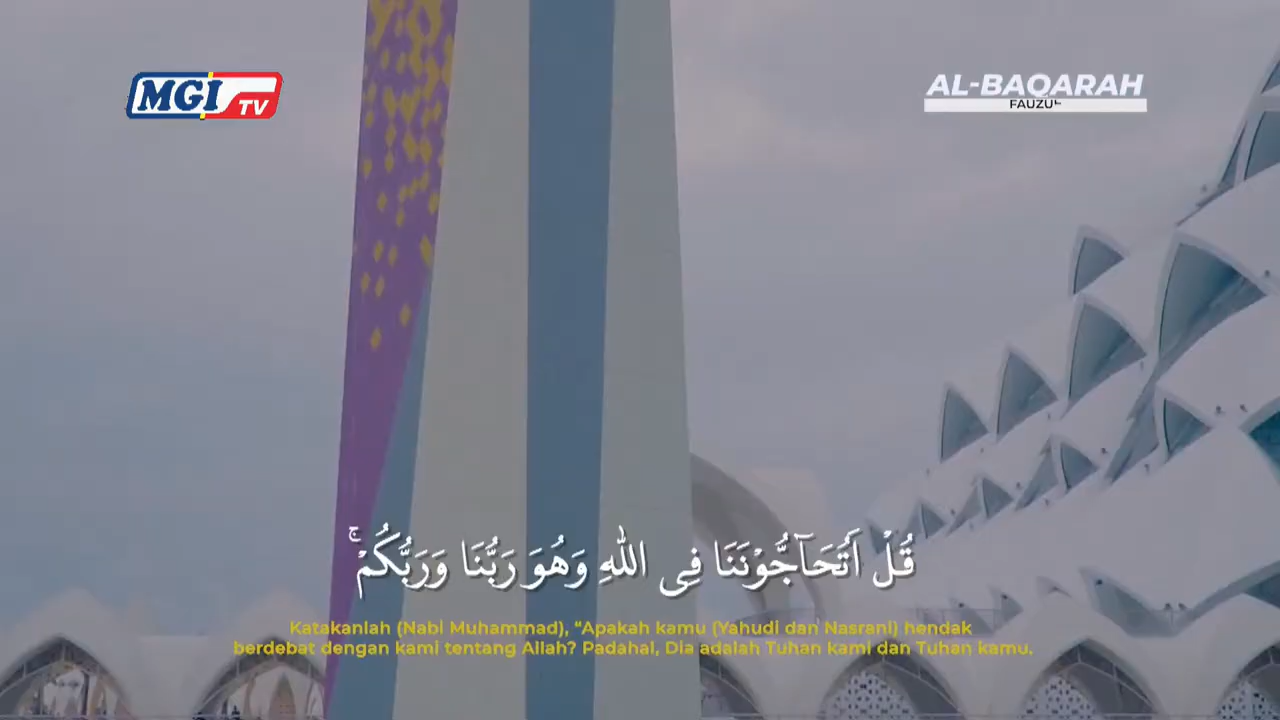 MGI TV
AL-BAQARAH
قُلْ اَتُحَاۤجُّوْنَنَا فِى اللّٰهِ وَهُوَ رَبُّنَا وَرَبُّكُمْۚ
Katakanlah (Nabi Muhammad), “Apakah kamu (Yahudi dan Nasrani) hendak
berdebat dengan kami tentang Allah? Padahal, Dia adalah Tuhan kami dan Tuhan kamu.